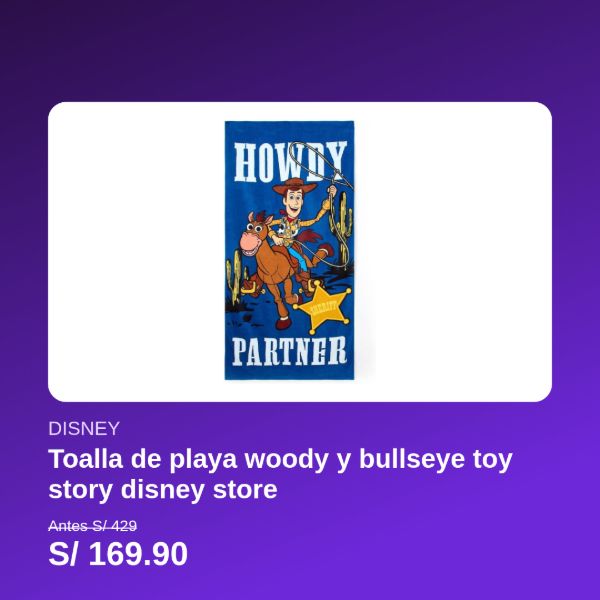 HOWDY
SHERIFF
PARTNER
DISNEY
Toalla de playa woody y bullseye toy
story disney store
Antes S/ 429
S/ 169.90